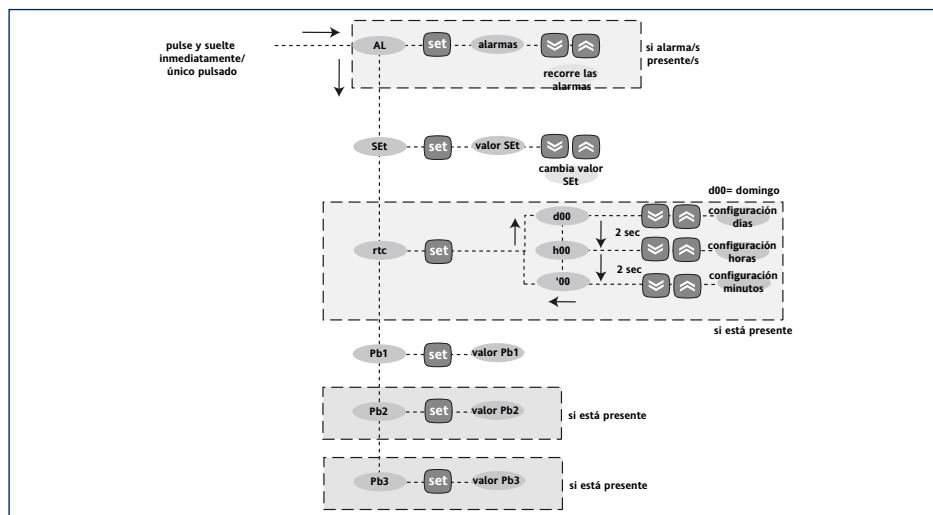 pulse y suelte
inmediatamente/
único pulsado
AL
set
alarmas
recorre las
alarmas
si alarma/s
presente/s
SEt
set
valor SEt
cambia valor
SEt
d00= domingo
rtc
set
d00
2 sec
configuración
días
h00
2 sec
configuración
horas
'00
configuración
minutos
si está presente
Pb1
set
valor Pb1
Pb2
set
valor Pb2
si está presente
Pb3
set
valor Pb3
si está presente